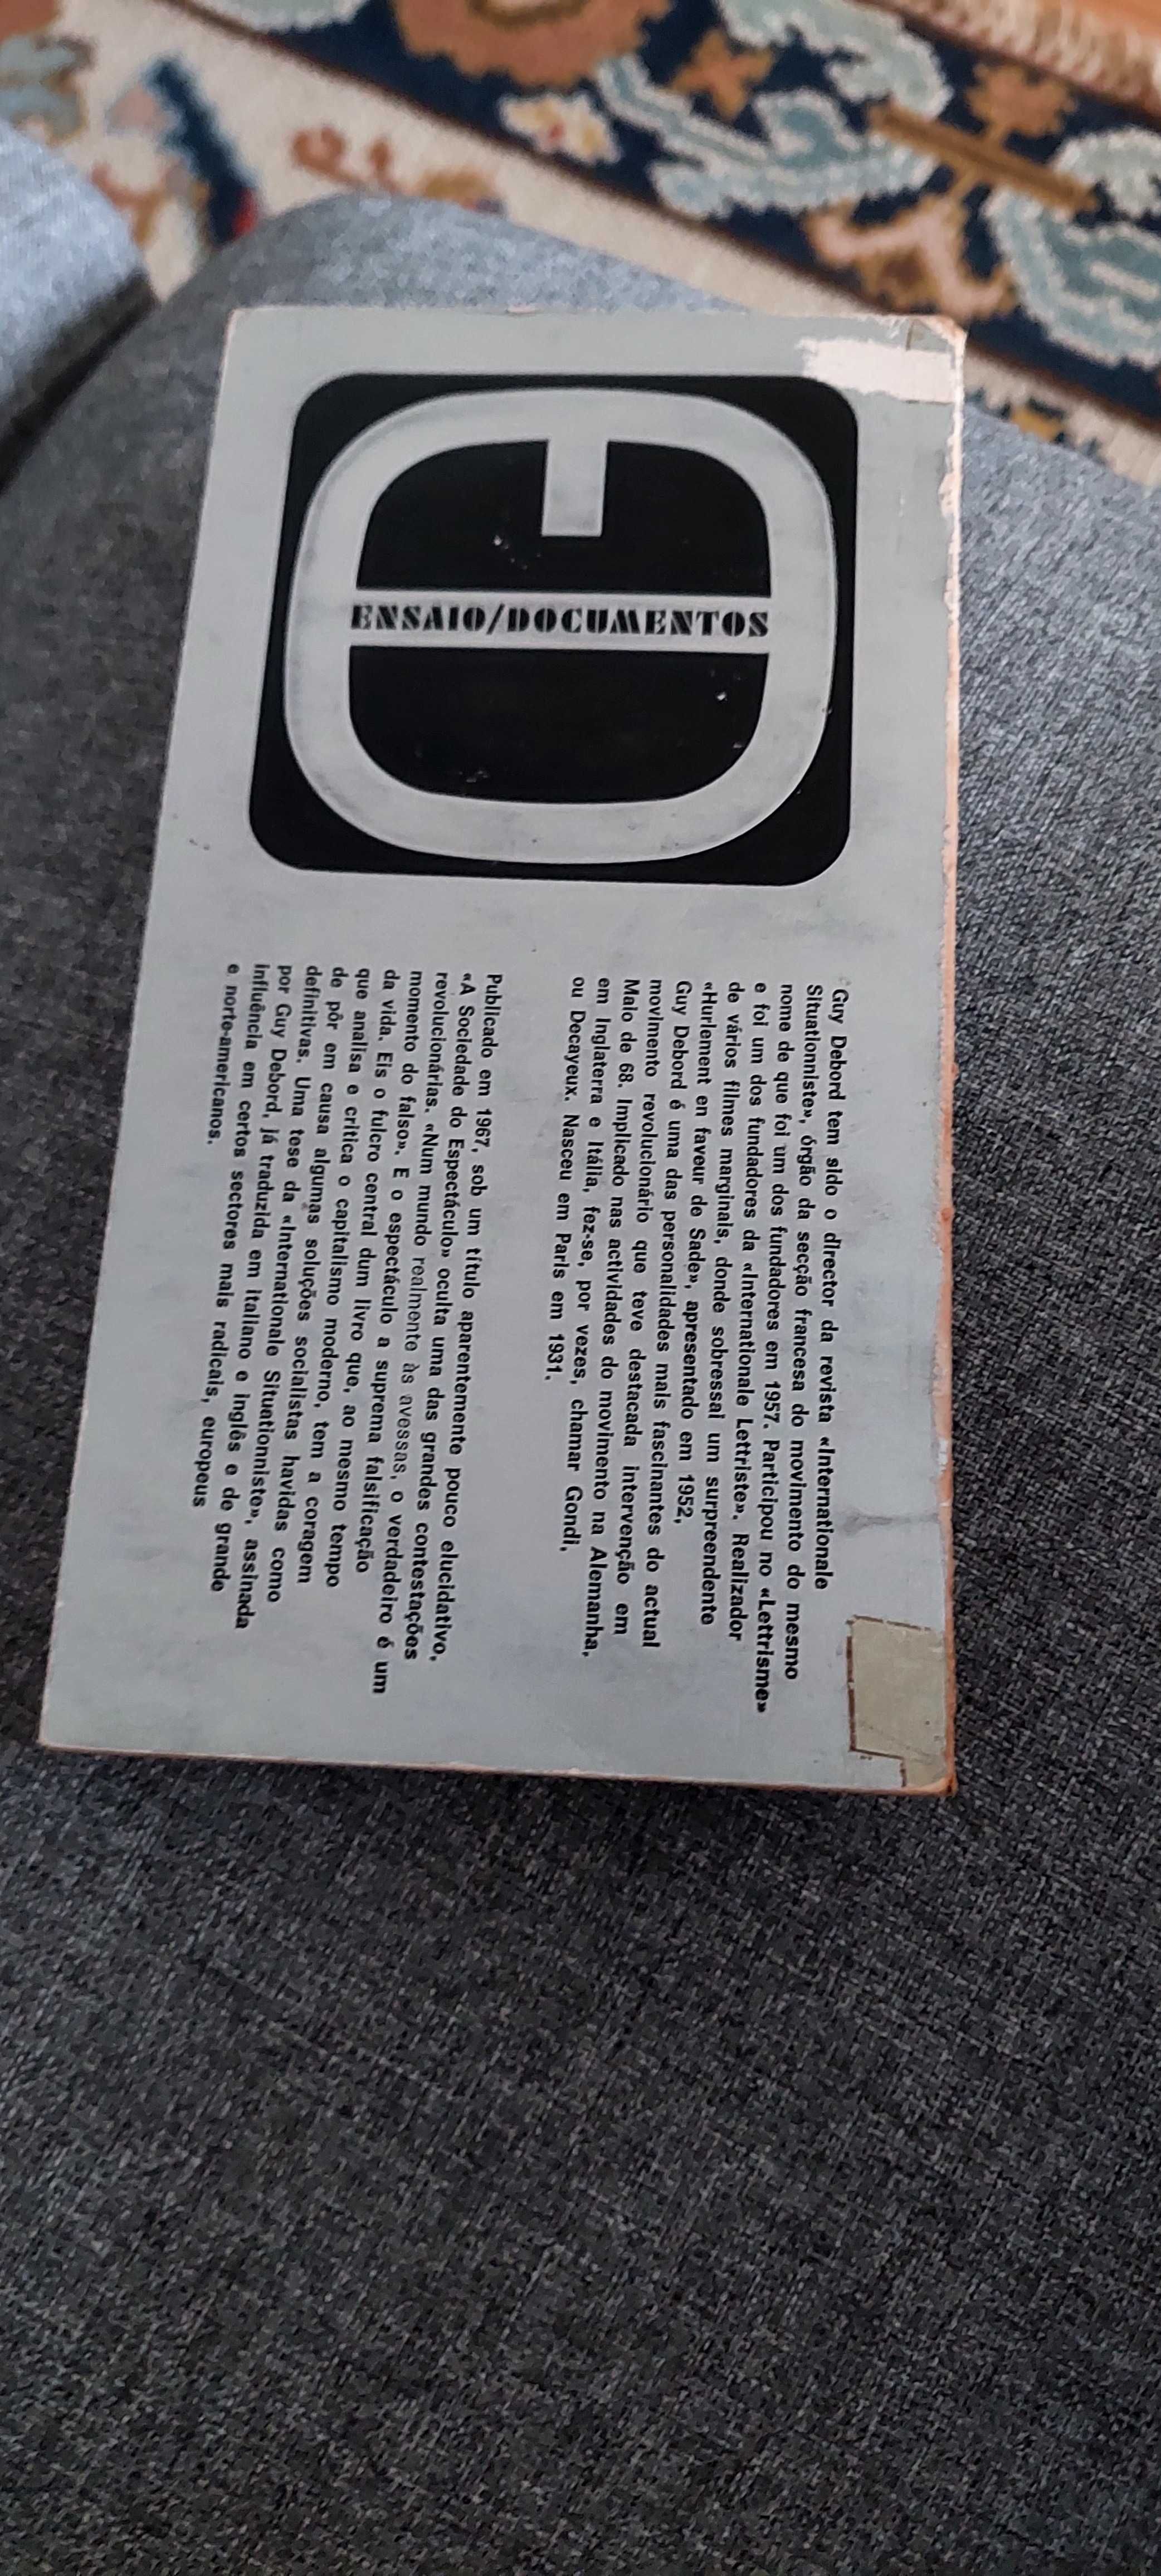 ENSAIO/DOCUMENTOS
Guy Debord tem sido o director da revista «Internationale
Situationniste», órgão da secção francesa do movimento do mesmo
nome de que foi um dos fundadores em 1957. Participou no «Lettrisme»
e foi um dos fundadores da «Internationale Lettriste». Realizador
de vários filmes marginais, donde sobressai um surpreendente
«Hurlement en faveur de Sade», apresentado em 1952,
Guy Debord é uma das personalidades mais fascinantes do actual
movimento revolucionário que teve destacada intervenção em
Maio de 68. Implicado nas actividades do movimento na Alemanha,
em Inglaterra e Itália, fez-se, por vezes, chamar Gondi,
ou Decayeux. Nasceu em Paris em 1931.
Publicado em 1967, sob um título aparentemente pouco elucidativo,
«A Sociedade do Espectáculo» oculta uma das grandes contestações
revolucionárias. «Num mundo realmente às avessas, o verdadeiro é um
momento do falso». E o espectáculo a suprema falsificação
da vida. Eis o fulcro central dum livro que, ao mesmo tempo
que analisa e critica o capitalismo moderno, tem a coragem
de pôr em causa algumas soluções socialistas havidas como
definitivas. Uma tese da «Internationale Situationniste», assinada
por Guy Debord, já traduzida em italiano e inglês e de grande
influência em certos sectores mais radicais, europeus
e norte-americanos.